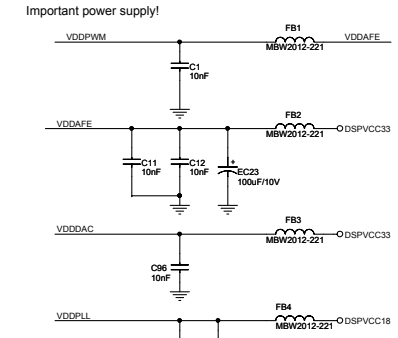 Important power supply!
FB1
VDDPWM
VDDAFE
MBW2012-221
C1
10nF
FB2
VDDAFE
DSPVCC33
MBW2012-221
C11
10nF
C12
10nF
+
EC23
100uF/10V
FB3
VDDDAC
DSPVCC33
MBW2012-221
C96
10nF
FB4
VDDPLL
DSPVCC18
MBW2012-221